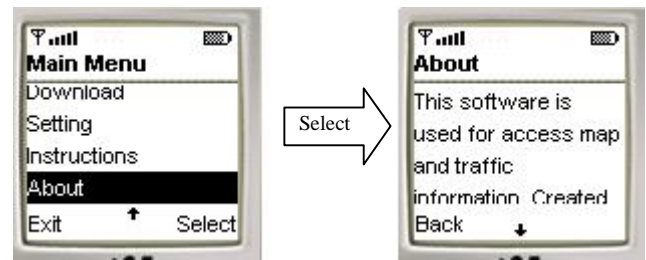 Main Menu
Download
Setting
Instructions
About
Exit
Select
Select
About
This software is
used for access map
and traffic
information. Created
Back